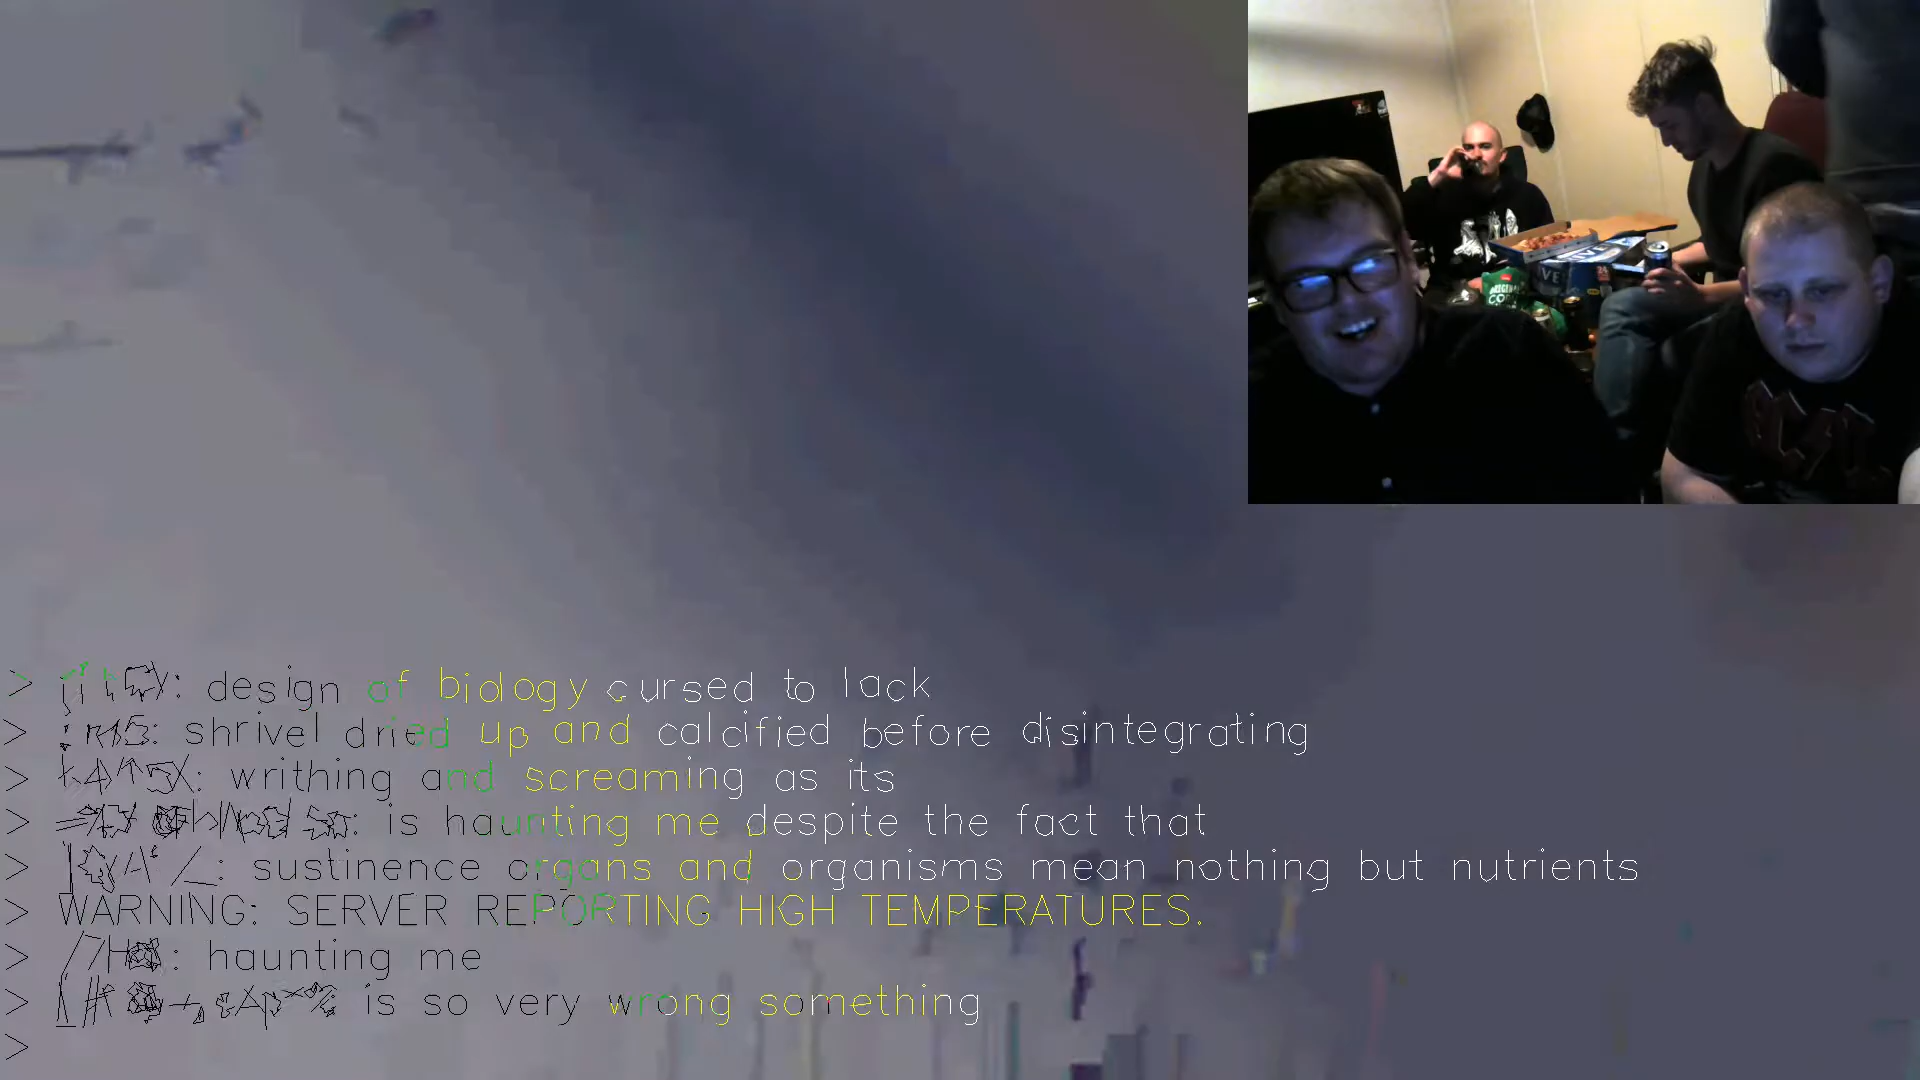 > : design of biology cursed to lack
> : shrivel dried up and calcified before disintegrating
> : writhing and screaming as its
> : is haunting me despite the fact that
> : sustinence organs and organisms mean nothing but nutrients
> WARNING: SERVER REPORTING HIGH TEMPERATURES.
> : haunting me
> : is so very wrong something
>